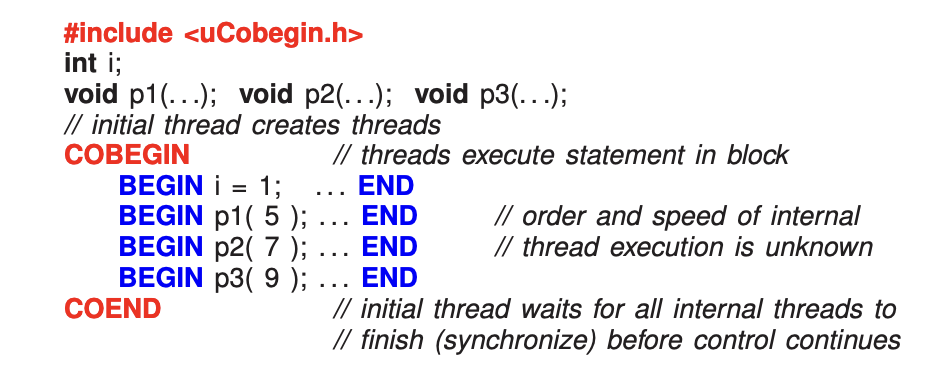 #include <uCobegin.h>
int i;
void p1(...); void p2(...); void p3(...);
// initial thread creates threads
COBEGIN // threads execute statement in block
BEGIN i = 1; ... END
BEGIN p1( 5 ); ... END // order and speed of internal
BEGIN p2( 7 ); ... END // thread execution is unknown
BEGIN p3( 9 ); ... END
COEND // initial thread waits for all internal threads to
// finish (synchronize) before control continues